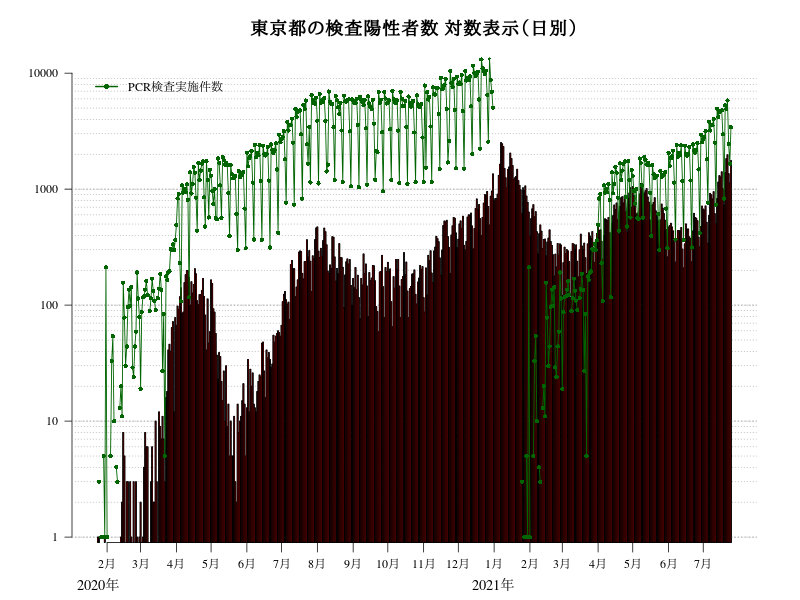 東京都の検査陽性者数 対数表示（日別）
PCR検査実施件数
10000
1000
100
10
1
2月 3月 4月 5月 6月 7月 8月 9月 10月 11月 12月 1月 2月 3月 4月 5月 6月 7月
2020年 2021年